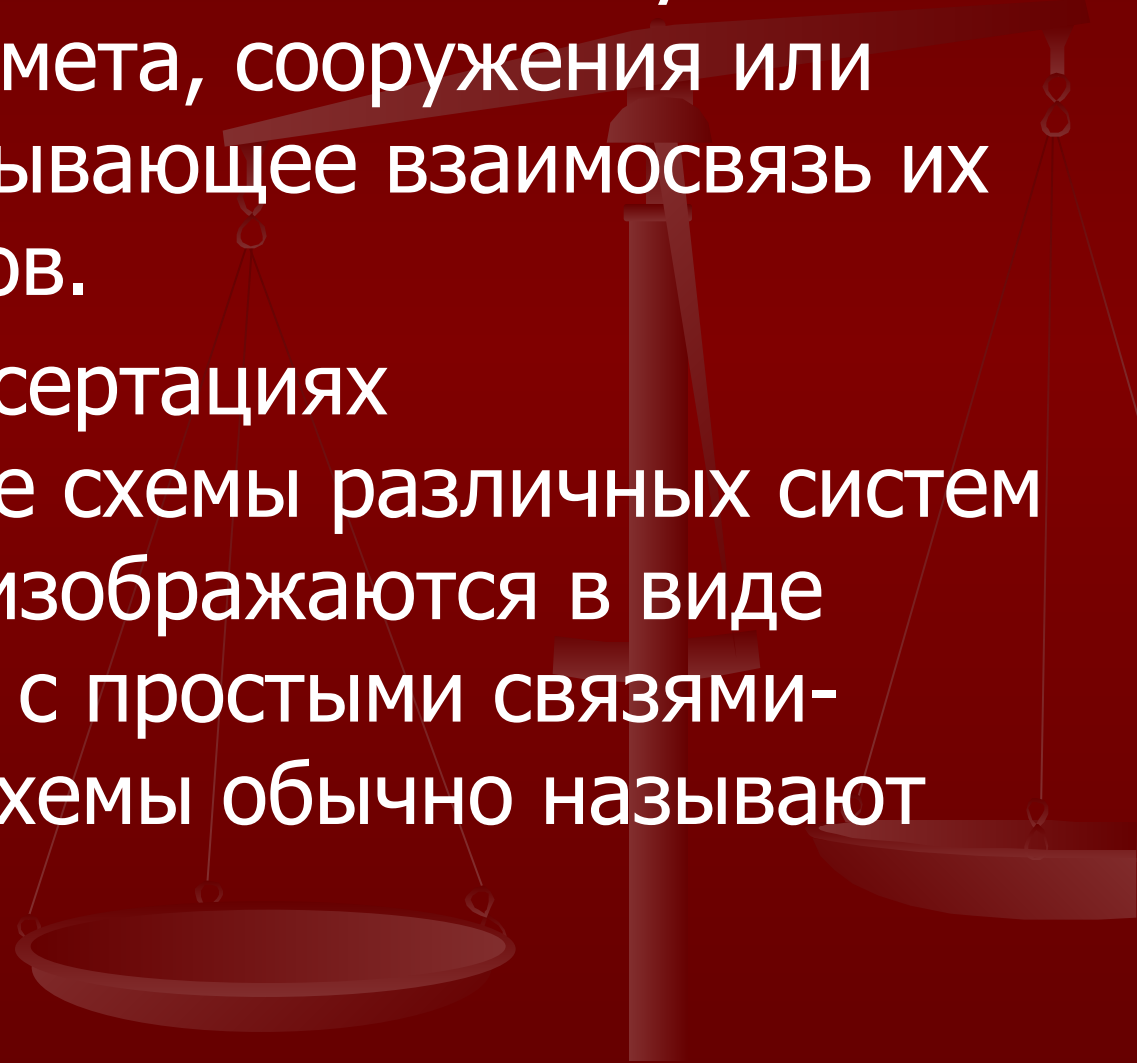 мета, сооружения или
ывающее взаимосвязь их
ов.
сертациях
е схемы различных систем
изображаются в виде
с простыми связями-
хемы обычно называют